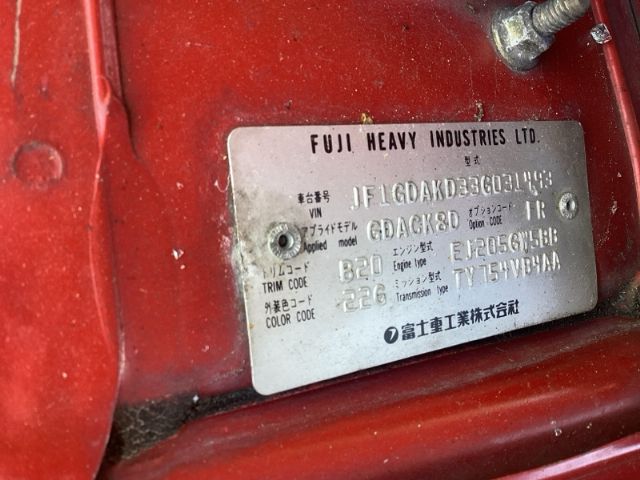 FUJI HEAVY INDUSTRIES LTD.
型式
車台番号 VIN JF1GDAKD33G031443
アプライドモデル Applied model GDACK8D オプションコード Option code FR
トリムコード TRIM CODE B20 エンジン型式 Engine type EJ205GW5BB
外装色コード COLOR CODE 22G ミッション型式 Transmission type TY754VB4AA
7 富士重工業株式会社